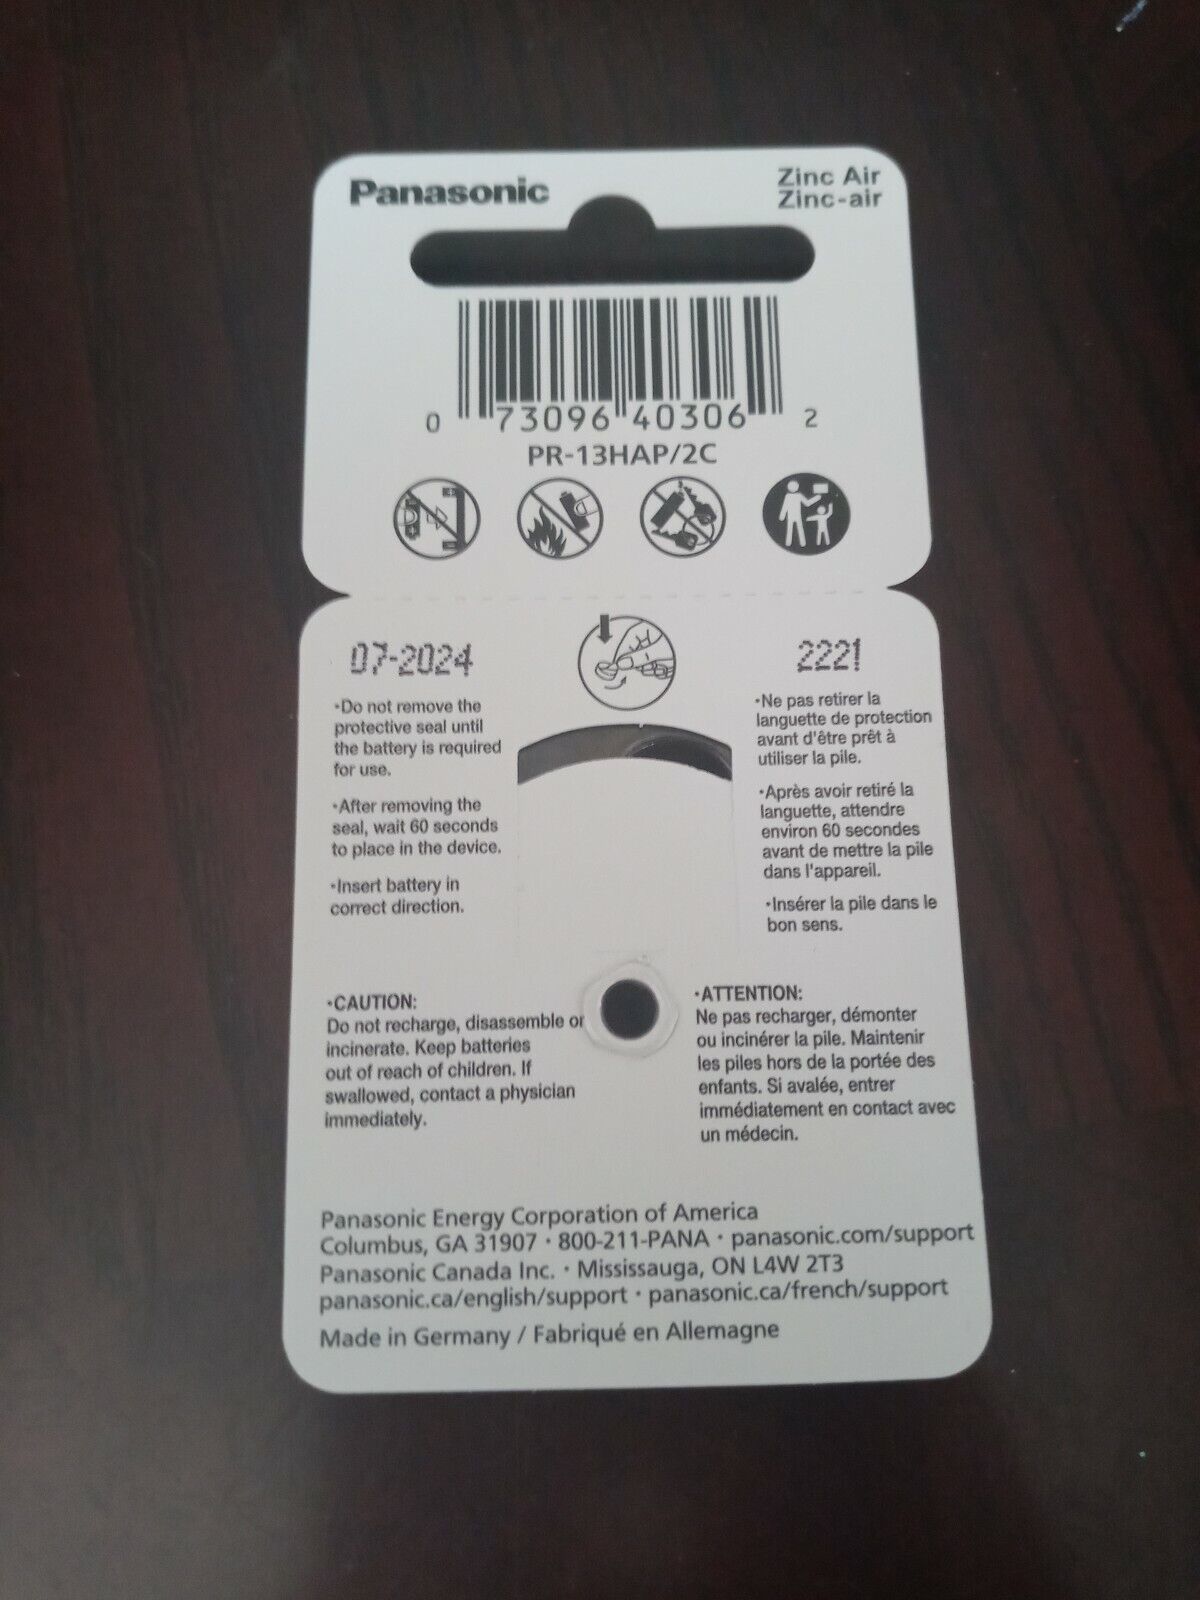 Panasonic
Zinc Air
Zinc-air
0 73096 40306 2
PR-13HAP/2C
07-2024
2221
•Do not remove the
protective seal until
the battery is required
for use.
•After removing the
seal, wait 60 seconds
to place in the device.
•Insert battery in
correct direction.
•Ne pas retirer la
languette de protection
avant d'être prêt à
utiliser la pile.
•Après avoir retiré la
languette, attendre
environ 60 secondes
avant de mettre la pile
dans l'appareil.
•Insérer la pile dans le
bon sens.
•CAUTION:
Do not recharge, disassemble or
incinerate. Keep batteries
out of reach of children. If
swallowed, contact a physician
immediately.
•ATTENTION:
Ne pas recharger, démonter
ou incinérer la pile. Maintenir
les piles hors de la portée des
enfants. Si avalée, entrer
immédiatement en contact avec
un médecin.
Panasonic Energy Corporation of America
Columbus, GA 31907 • 800-211-PANA • panasonic.com/support
Panasonic Canada Inc. • Mississauga, ON L4W 2T3
panasonic.ca/english/support • panasonic.ca/french/support
Made in Germany / Fabriqué en Allemagne